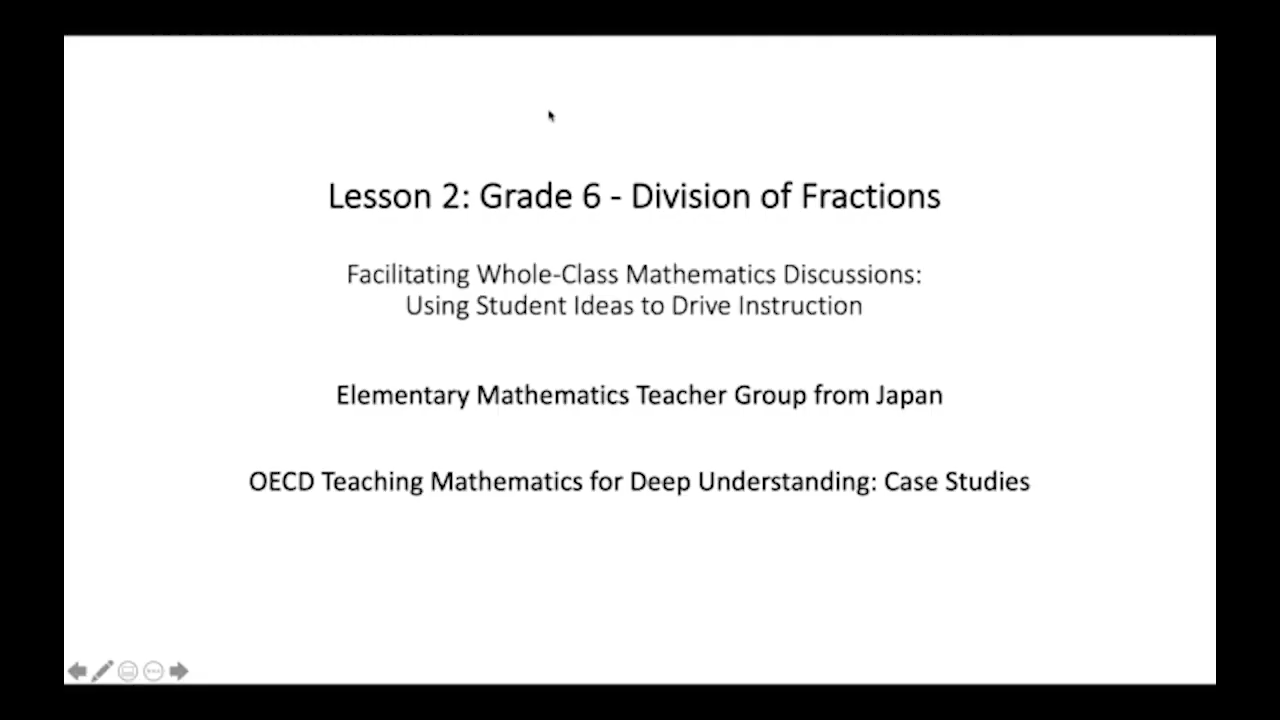 Lesson 2: Grade 6 - Division of Fractions
Facilitating Whole-Class Mathematics Discussions:
Using Student Ideas to Drive Instruction
Elementary Mathematics Teacher Group from Japan
OECD Teaching Mathematics for Deep Understanding: Case Studies